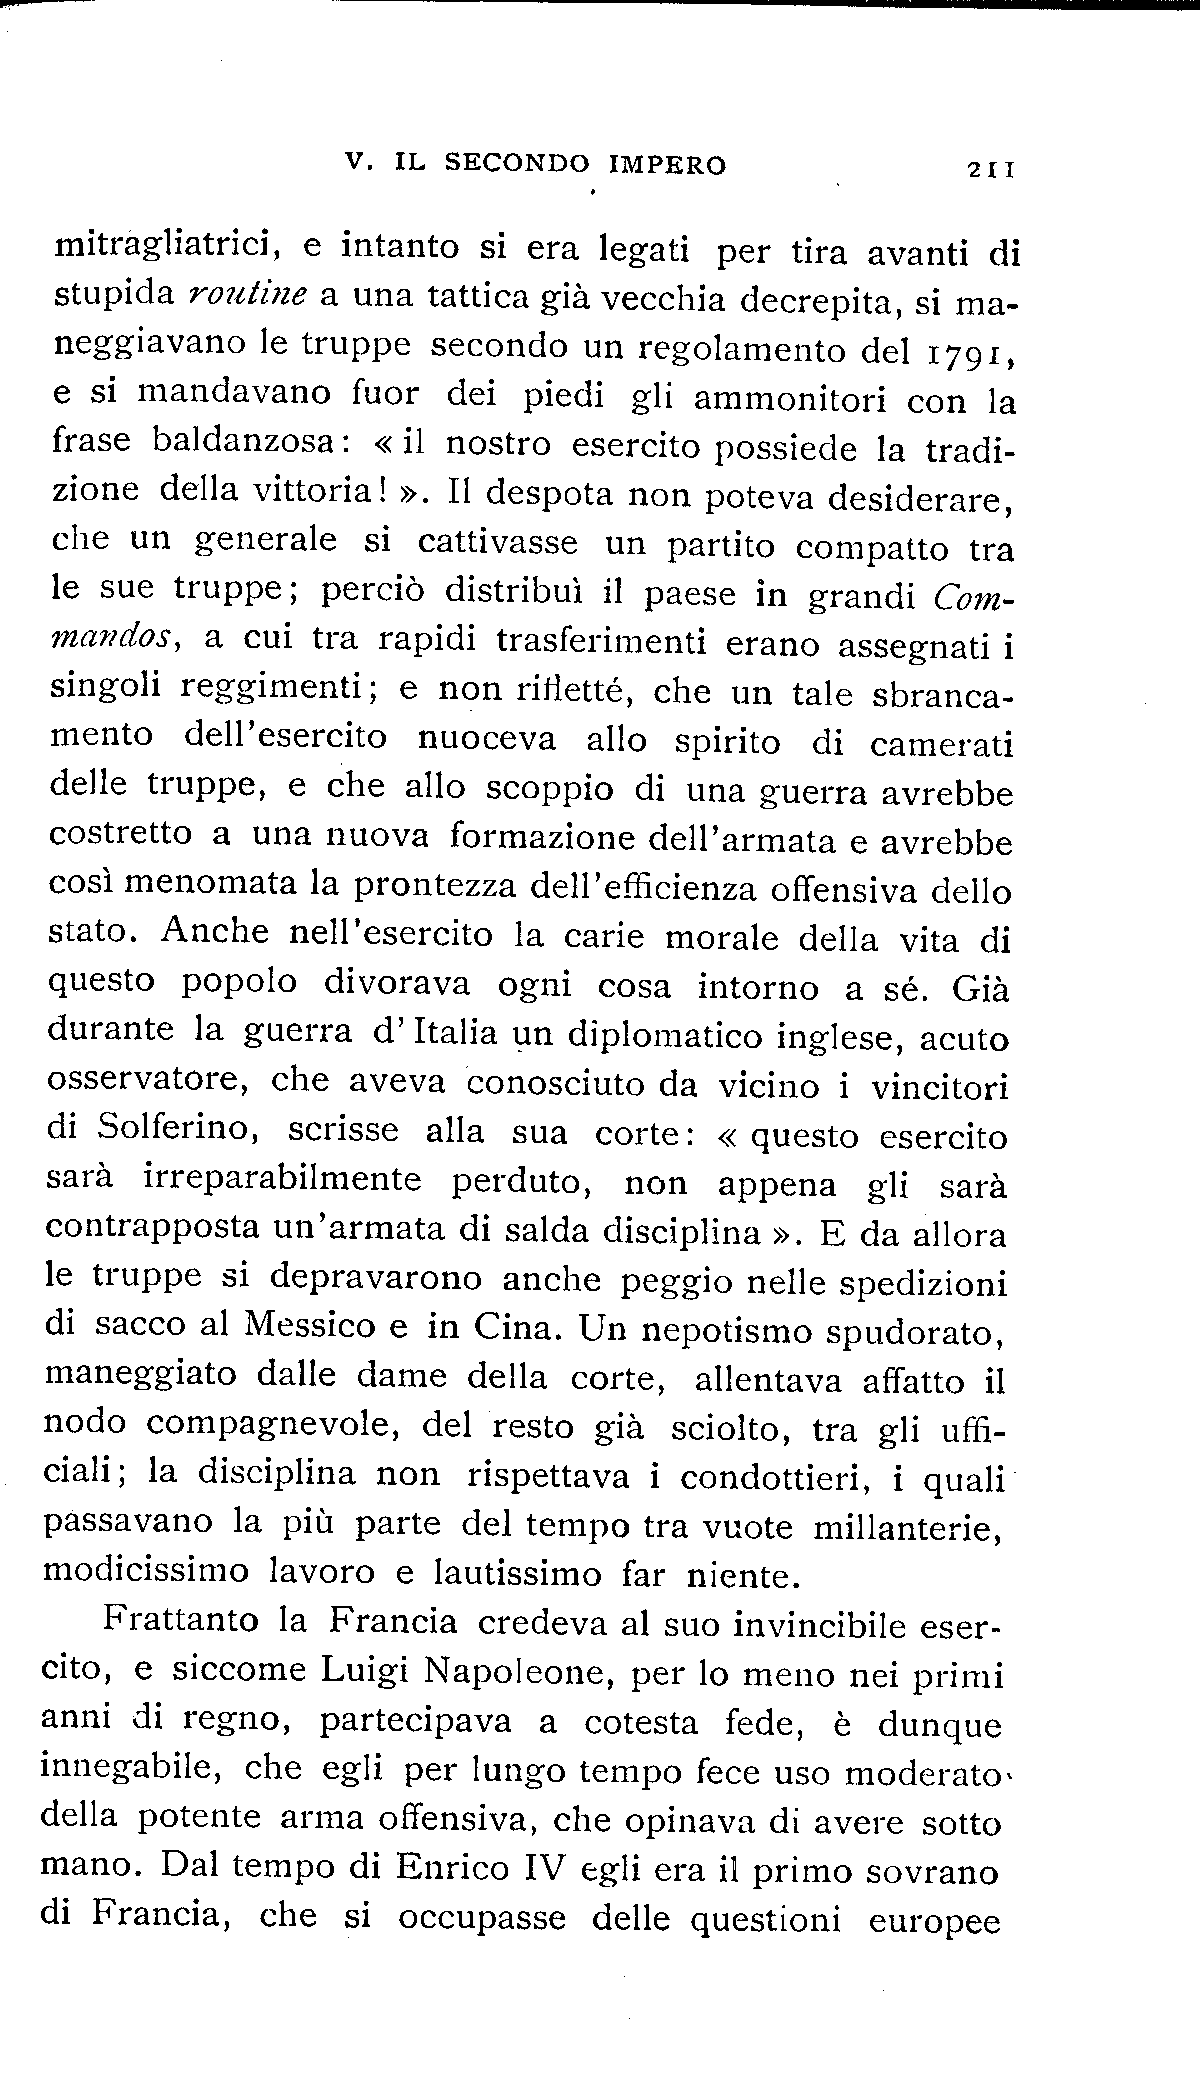 V. IL SECONDO IMPERO 211
mitragliatrici, e intanto si era legati per tira avanti di
stupida routine a una tattica già vecchia decrepita, si ma-
neggiavano le truppe secondo un regolamento del 1791,
e si mandavano fuor dei piedi gli ammonitori con la
frase baldanzosa: « il nostro esercito possiede la tradi-
zione della vittoria! ». Il despota non poteva desiderare,
che un generale si cattivasse un partito compatto tra
le sue truppe; perciò distribuì il paese in grandi Com-
mandos, a cui tra rapidi trasferimenti erano assegnati i
singoli reggimenti; e non rifletté, che un tale sbranca-
mento dell'esercito nuoceva allo spirito di camerati
delle truppe, e che allo scoppio di una guerra avrebbe
costretto a una nuova formazione dell'armata e avrebbe
così menomata la prontezza dell'efficienza offensiva dello
stato. Anche nell'esercito la carie morale della vita di
questo popolo divorava ogni cosa intorno a sé. Già
durante la guerra d'Italia un diplomatico inglese, acuto
osservatore, che aveva conosciuto da vicino i vincitori
di Solferino, scrisse alla sua corte: « questo esercito
sarà irreparabilmente perduto, non appena gli sarà
contrapposta un'armata di salda disciplina ». E da allora
le truppe si depravarono anche peggio nelle spedizioni
di sacco al Messico e in Cina. Un nepotismo spudorato,
maneggiato dalle dame della corte, allentava affatto il
nodo compagnevole, del resto già sciolto, tra gli uffi-
ciali; la disciplina non rispettava i condottieri, i quali
passavano la più parte del tempo tra vuote millanterie,
modicissimo lavoro e lautissimo far niente.
Frattanto la Francia credeva al suo invincibile eser-
cito, e siccome Luigi Napoleone, per lo meno nei primi
anni di regno, partecipava a cotesta fede, è dunque
innegabile, che egli per lungo tempo fece uso moderato
della potente arma offensiva, che opinava di avere sotto
mano. Dal tempo di Enrico IV egli era il primo sovrano
di Francia, che si occupasse delle questioni europee